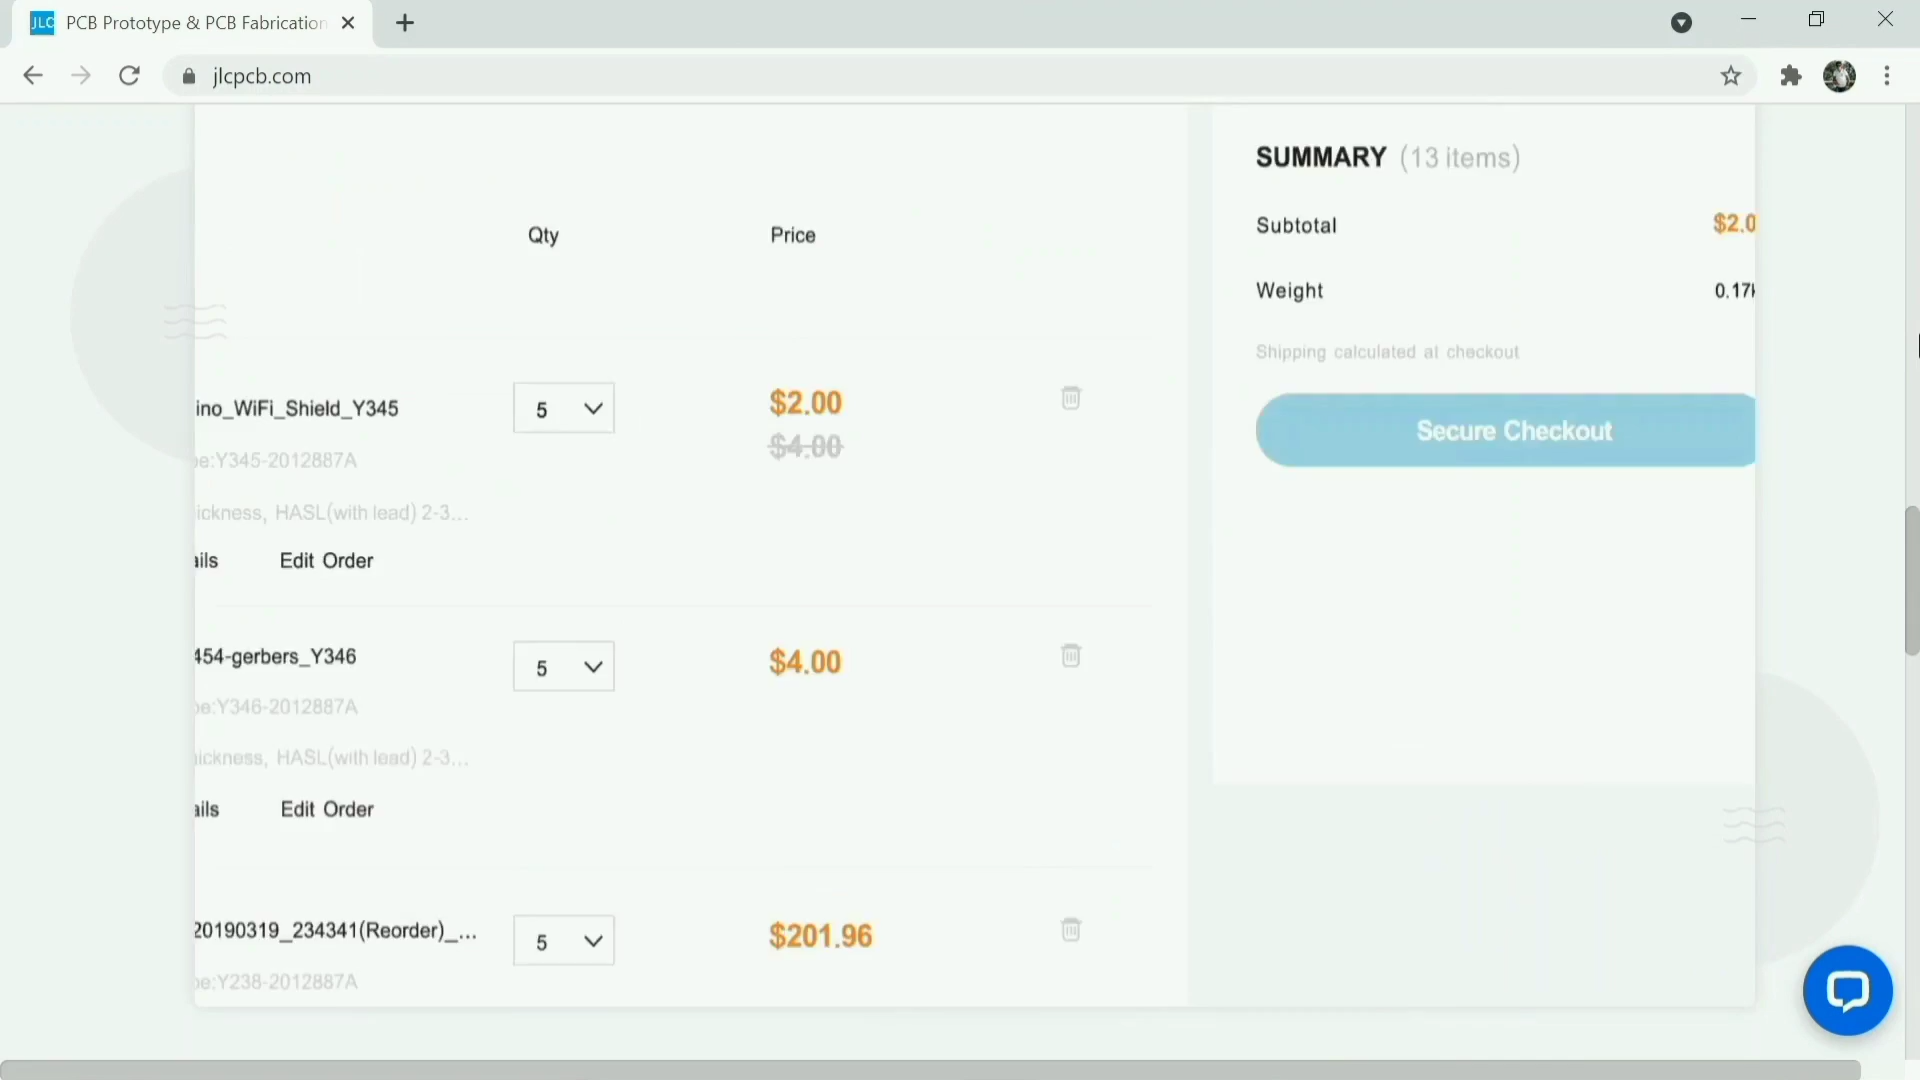 JLC PCB Prototype & PCB Fabrication
jlcpcb.com
SUMMARY (13 items)
Subtotal $2.0
Weight 0.17
Shipping calculated at checkout
Secure Checkout
Qty Price
ino_WiFi_Shield_Y345 5 $2.00
$4.00
e:Y345-2012887A
ickness, HASL(with lead) 2-3...
ails Edit Order
454-gerbers_Y346 5 $4.00
e:Y346-2012887A
ickness, HASL(with lead) 2-3...
ails Edit Order
20190319_234341(Reorder)_... 5 $201.96
e:Y238-2012887A